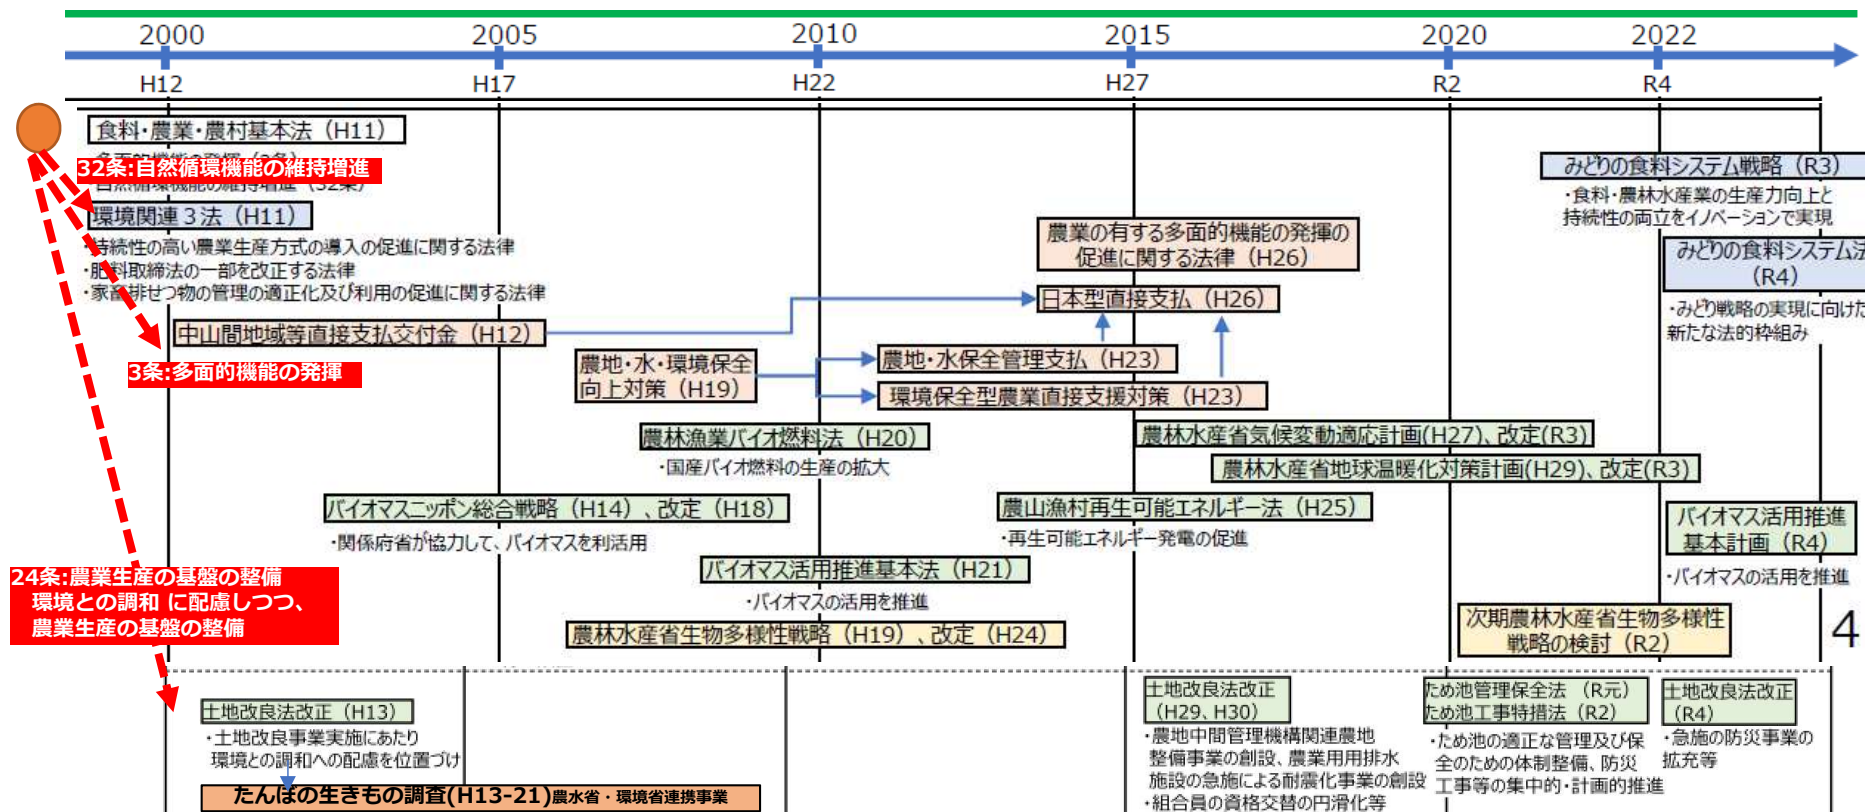 2000 2005 2010 2015 2020 2022
H12 H17 H22 H27 R2 R4
食料・農業・農村基本法（H11）
32条:自然循環機能の維持増進
環境関連３法（H11）
・持続性の高い農業生産方式の導入の促進に関する法律
・肥料取締法の一部を改正する法律
・家畜排せつ物の管理の適正化及び利用の促進に関する法律
みどりの食料システム戦略（R3）
・食料・農林水産業の生産力向上と
持続性の両立をイノベーションで実現
農業の有する多面的機能の発揮の
促進に関する法律（H26）
みどりの食料システム法
（R4）
・みどり戦略の実現に向けた
新たな法的枠組み
日本型直接支払（H26）
中山間地域等直接支払交付金（H12）
3条:多面的機能の発揮
農地・水・環境保全
向上対策（H19）
農地・水保全管理支払（H23）
環境保全型農業直接支援対策（H23）
農林漁業バイオ燃料法（H20）
・国産バイオ燃料の生産の拡大
農林水産省気候変動適応計画(H27)、改定(R3)
農林水産省地球温暖化対策計画(H29)、改定(R3)
バイオマスニッポン総合戦略（H14）、改定（H18）
・関係府省が協力して、バイオマスを利活用
農山漁村再生可能エネルギー法（H25）
・再生可能エネルギー発電の促進
バイオマス活用推進
基本計画（R4）
・バイオマスの活用を推進
バイオマス活用推進基本法（H21）
・バイオマスの活用を推進
24条:農業生産の基盤の整備
環境との調和 に配慮しつつ、
農業生産の基盤の整備
農林水産省生物多様性戦略（H19）、改定（H24）
次期農林水産省生物多様性
戦略の検討（R2）
4
土地改良法改正（H13）
・土地改良事業実施にあたり
環境との調和への配慮を位置づけ
たんぼの生きもの調査(H13-21)農水省・環境省連携事業
土地改良法改正
（H29、H30）
・農地中間管理機構関連農地
整備事業の創設、農業用用排水
施設の急施による耐震化事業の創設
・組合員の資格交替の円滑化等
ため池管理保全法 （R元）
ため池工事特措法（R2）
・ため池の適正な管理及び保
全のための体制整備、防災
工事等の集中的・計画的推進
土地改良法改正
（R4）
・急施の防災事業の
拡充等